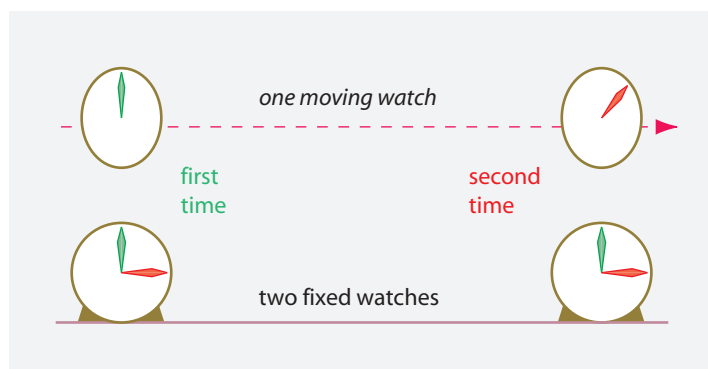 one moving watch
first
time
second
time
two fixed watches